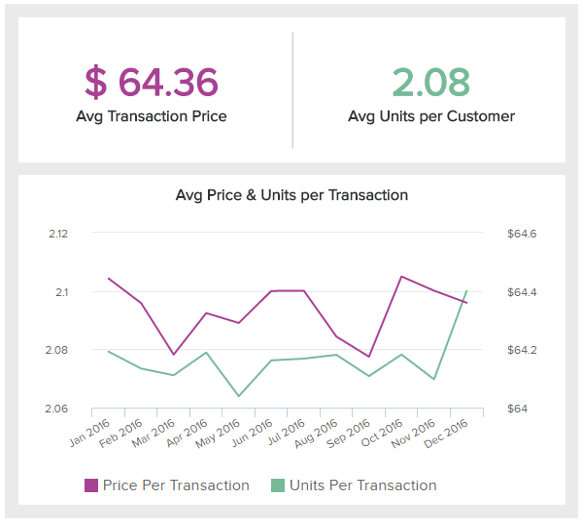 $ 64.36
Avg Transaction Price
2.08
Avg Units per Customer
Avg Price & Units per Transaction
2.12
2.1
2.08
2.06
$64.6
$64.4
$64.2
$64
Jan 2016
Feb 2016
Mar 2016
Apr 2016
May 2016
Jun 2016
Jul 2016
Aug 2016
Sep 2016
Oct 2016
Nov 2016
Dec 2016
Price Per Transaction
Units Per Transaction